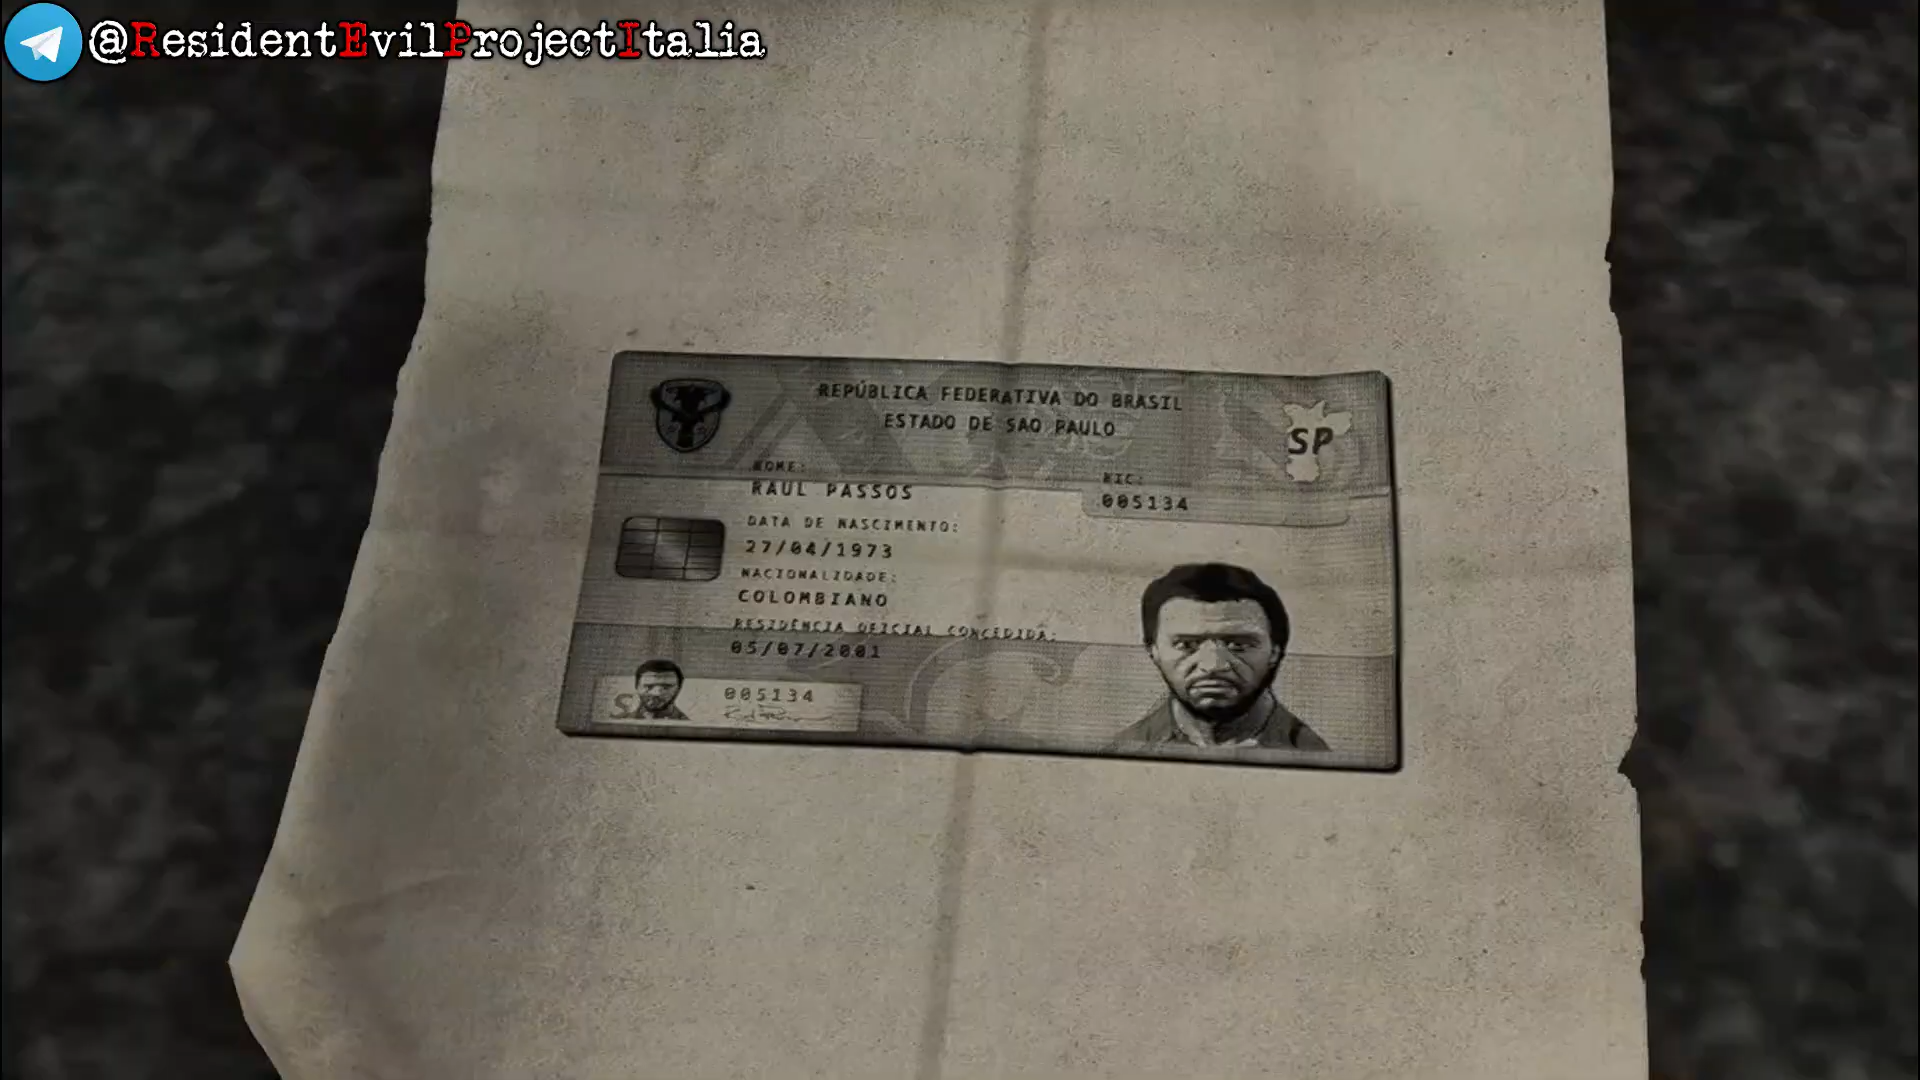 @ResidentEvilProjectItalia
REPÚBLICA FEDERATIVA DO BRASIL
ESTADO DE SAO PAULO
SP
NOME:
RAUL PASSOS
NIC:
005134
DATA DE NASCIMENTO:
27/04/1973
NACIONALIDADE:
COLOMBIANO
RESIDÊNCIA OFICIAL CONCEDIDA:
05/07/2001
005134